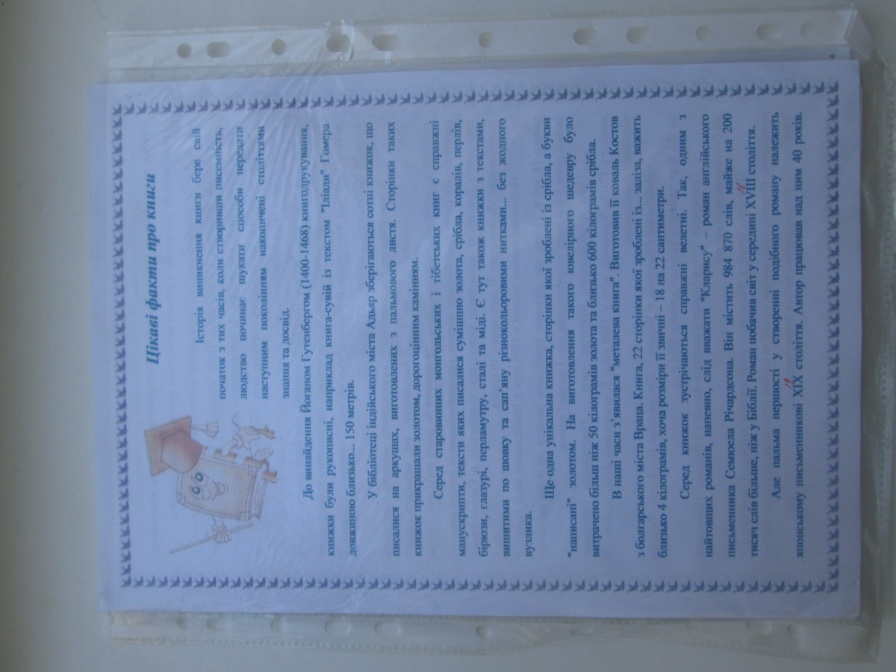 Цікаві факти про книги
Історія виникнення книги бере свій
початок з тих часів, коли створивши писемність,
людство починає шукати способи передати
наступним поколінням накопичені століттями
знання та досвід.
До винайдення Йоганом Гутенбергом (1400-1468) книгодрукування,
книжки були рукописні, наприклад книга-сувій із текстом "Іліади" Гомера
довжиною близько... 150 метрів.
У бібліотеці індійського міста Адьяр зберігаються сотні книжок, що
писалися на аркушах, виготовлених з пальмового листя. Сторінки таких
книжок прикрашали золотом, дорогоцінним камінням.
Серед старовинних монгольських і тібетських книг є справжні
манускрипти, тексти яких писалися сумішшю золота, срібла, коралів, перлів,
бірюзи, глазурі, перламутру, сталі та міді. Є тут також книжки з текстами,
вишитими по шовку та сап'яну різнокольоровими нитками... без жодного
вузлика.
Ще одна унікальна книжка, сторінки якої зроблені із срібла, а букви
"написані" золотом. На виготовлення такого ювелірного шедевру було
витрачено більш ніж 50 кілограмів золота та близько 600 кілограмів срібла.
В наші часи з'явилася "металева книга". Виготовив її коваль Костов
з болгарського міста Враца. Книга, 22 сторінки якої зроблені із... заліза, важить
близько 4 кілограмів, хоча розміри її звичні – 18 на 22 сантиметри.
Серед книжок зустрічаються справжні велетні. Так, одним з
найтовщих романів, напевно, слід вважати "Кларису" – роман англійського
письменника Семюела Річардсона. Він містить 984 870 слів, майже на 200
тисяч слів більше, ніж у Біблії. Роман побачив світ у середині XVIII століття.
Але пальма першості у створенні подібного роману належить
японському письменникові XIX століття. Автор працював над ним 40 років.